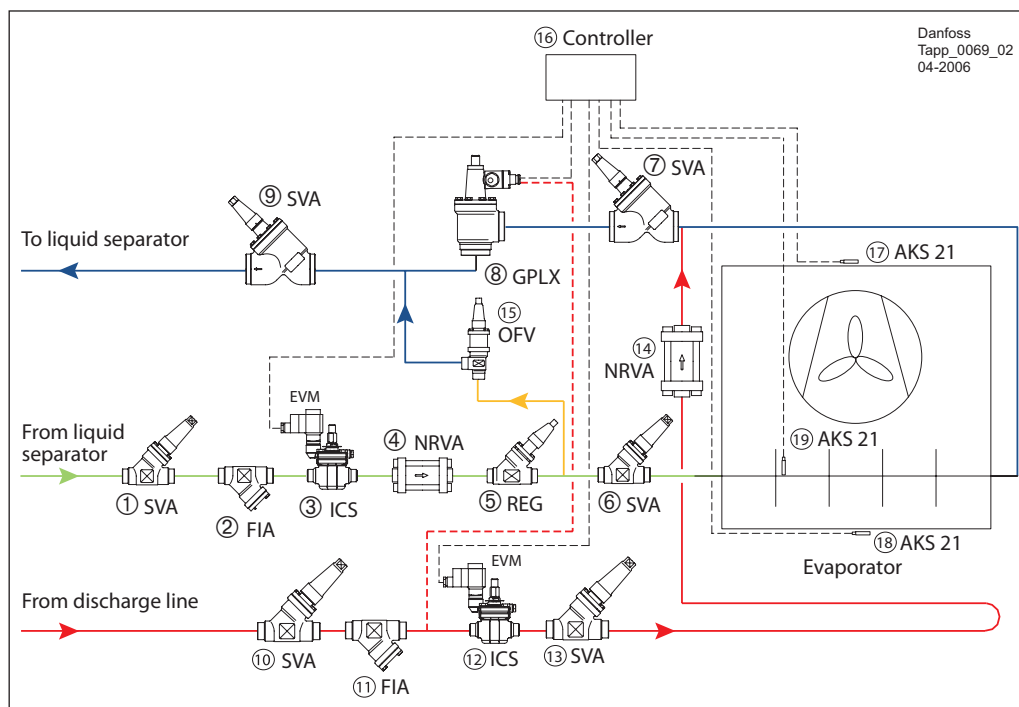 ⑯ Controller
Danfoss
Tapp_0069_02
04-2006
⑦ SVA
⑨ SVA
To liquid separator
⑧ GPLX
⑰ AKS 21
⑮
OFV
⑭
NRVA
EVM
From liquid
separator
④ NRVA
⑲ AKS 21
① SVA
② FIA
③ ICS
⑤ REG
⑥ SVA
⑱ AKS 21
Evaporator
EVM
From discharge line
⑩ SVA
⑪ FIA
⑫ ICS
⑬ SVA